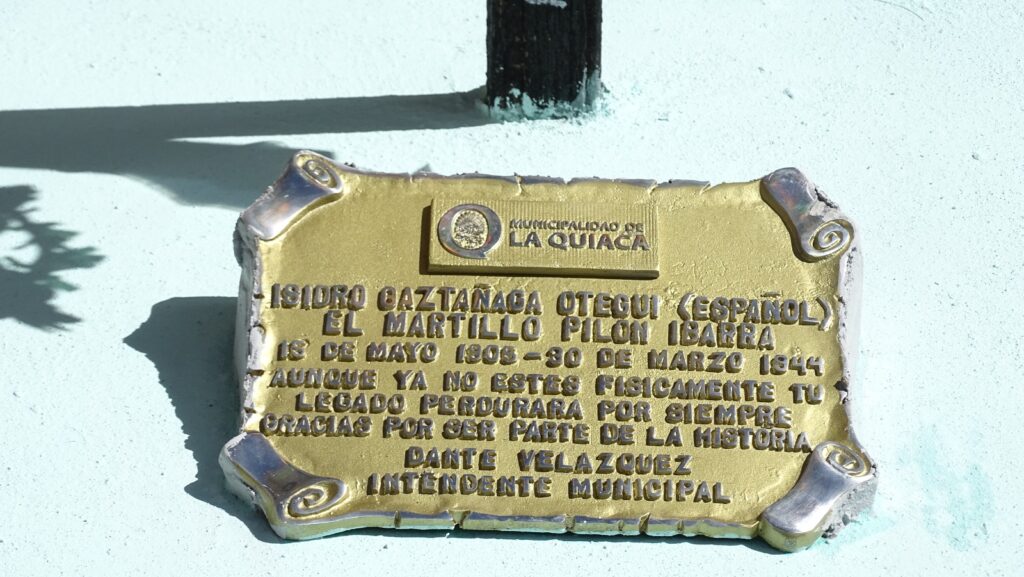 MUNICIPALIDAD DE
LA QUIACA
ISIDRO GAZTAÑAGA OTEGUI (ESPAÑOL)
EL MARTILLO PILON IBARRA
18 DE MAYO 1905 - 30 DE MARZO 1944
AUNQUE YA NO ESTES FISICAMENTE TU
LEGADO PERDURARA POR SIEMPRE
GRACIAS POR SER PARTE DE LA HISTORIA
DANTE VELAZQUEZ
INTENDENTE MUNICIPAL